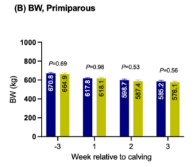 (B) BW, Primiparous
BW (kg)
1000
800
600
400
200
0
P=0.69
P=0.98
P=0.53
P=0.56
670.8
664.9
617.8
618.1
598.7
587.4
585.2
576.1
-3
1
2
3
Week relative to calving